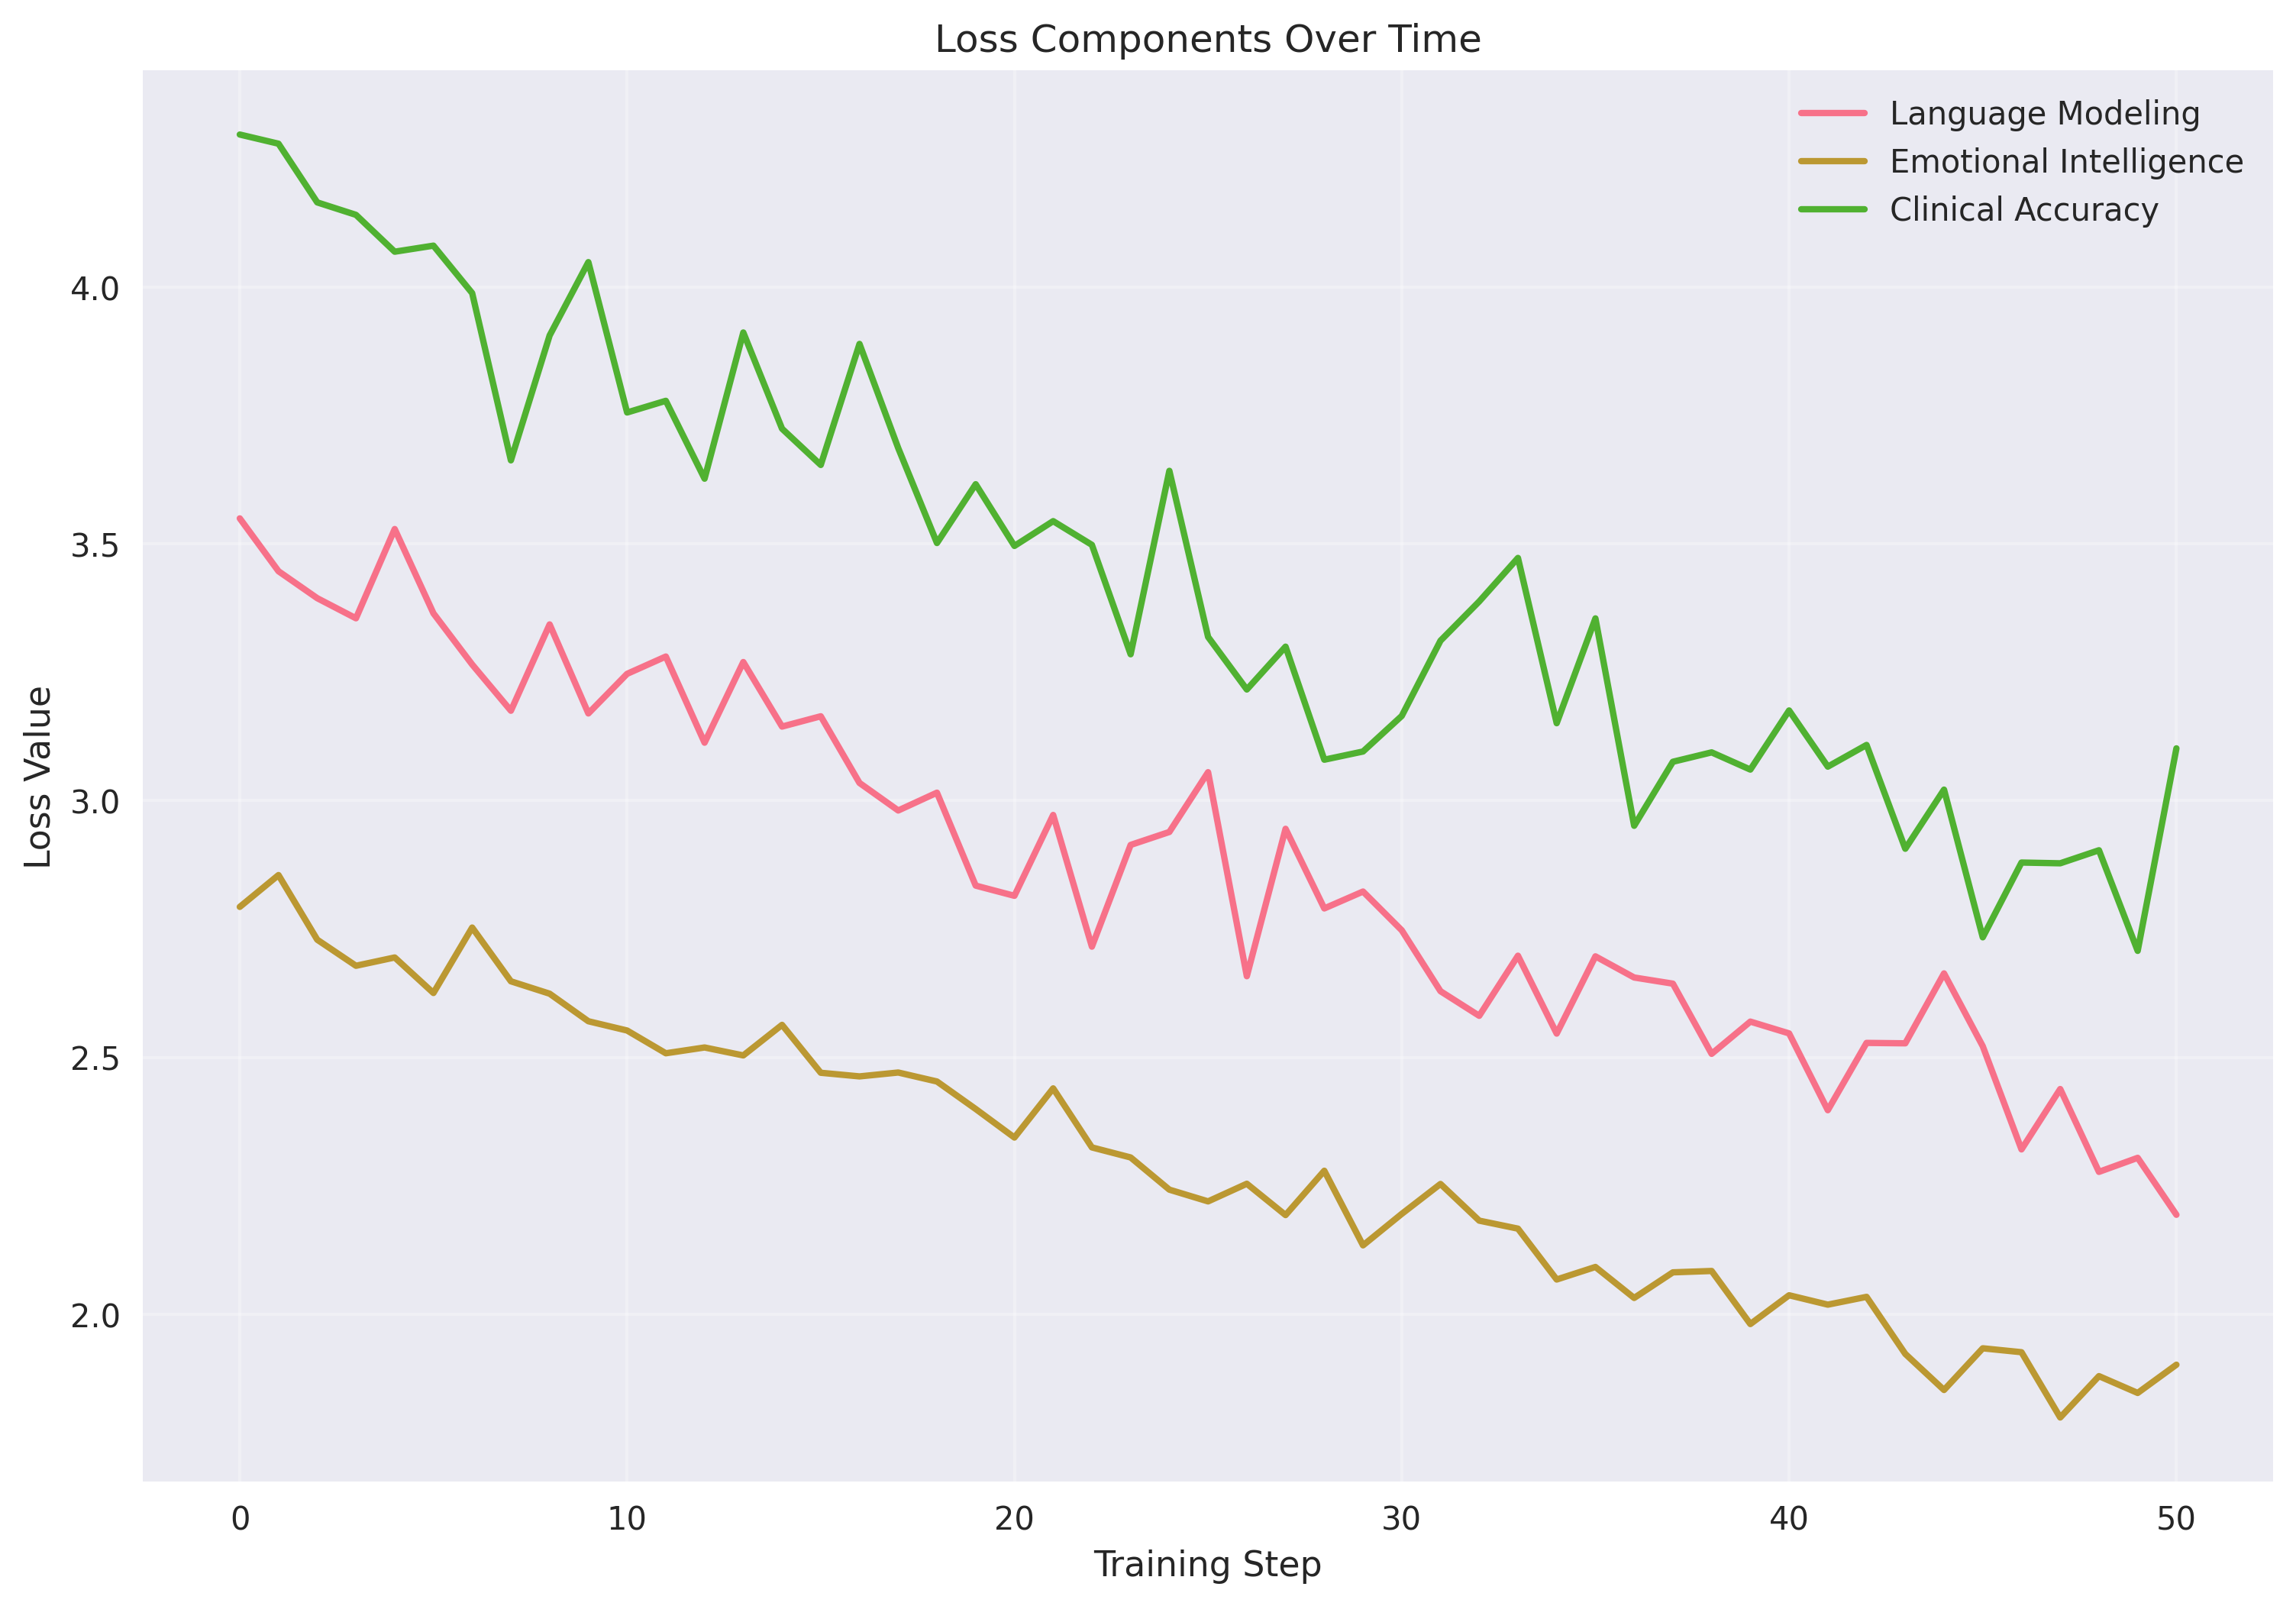 Loss Components Over Time
Language Modeling
Emotional Intelligence
Clinical Accuracy
Loss Value
4.0
3.5
3.0
2.5
2.0
0 10 20 30 40 50
Training Step